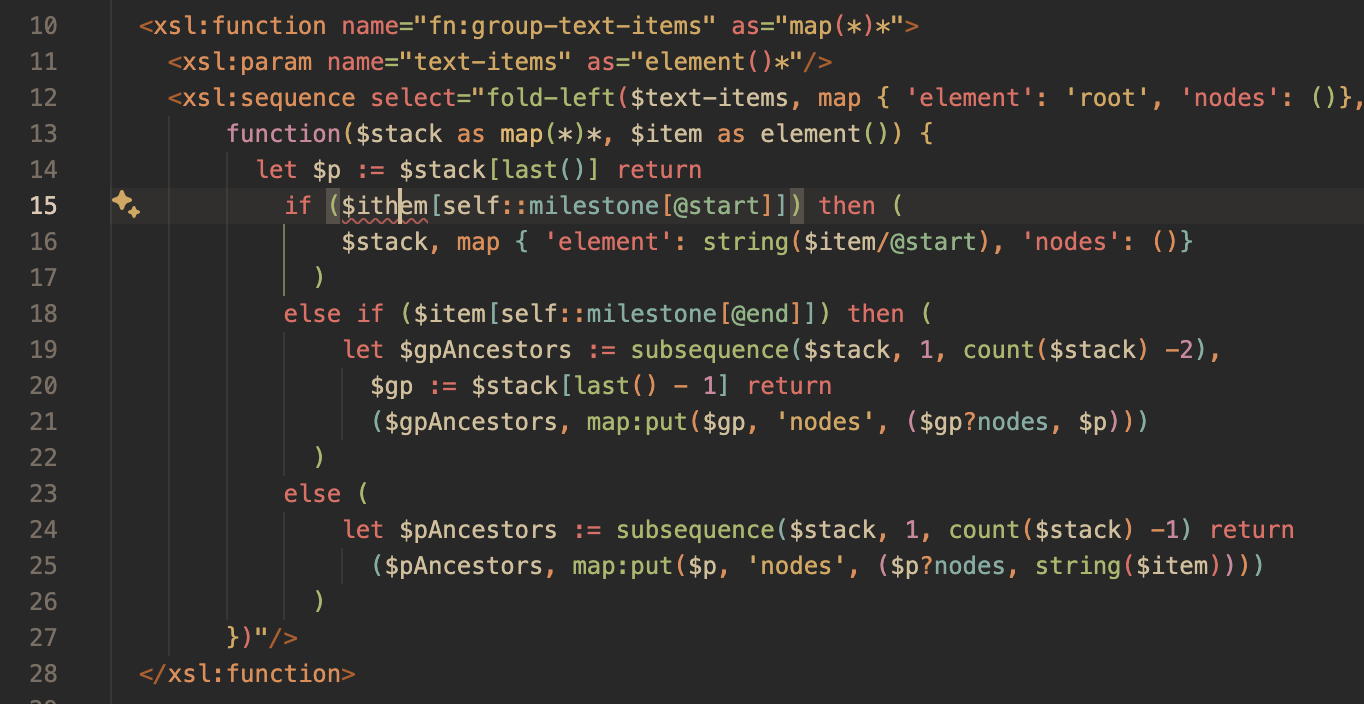 10 <xsl:function name="fn:group-text-items" as="map(*)*">
11 <xsl:param name="text-items" as="element()*"/>
12 <xsl:sequence select="fold-left($text-items, map { 'element': 'root', 'nodes': ()},
13 function($stack as map(*)*, $item as element()) {
14 let $p := $stack[last()] return
15 if ($ithem[self::milestone[@start]]) then (
16 $stack, map { 'element': string($item/@start), 'nodes': ()}
17 )
18 else if ($item[self::milestone[@end]]) then (
19 let $gpAncestors := subsequence($stack, 1, count($stack) -2),
20 $gp := $stack[last() - 1] return
21 ($gpAncestors, map:put($gp, 'nodes', ($gp?nodes, $p)))
22 )
23 else (
24 let $pAncestors := subsequence($stack, 1, count($stack) -1) return
25 ($pAncestors, map:put($p, 'nodes', ($p?nodes, string($item))))
26 )
27 })"/>
28 </xsl:function>